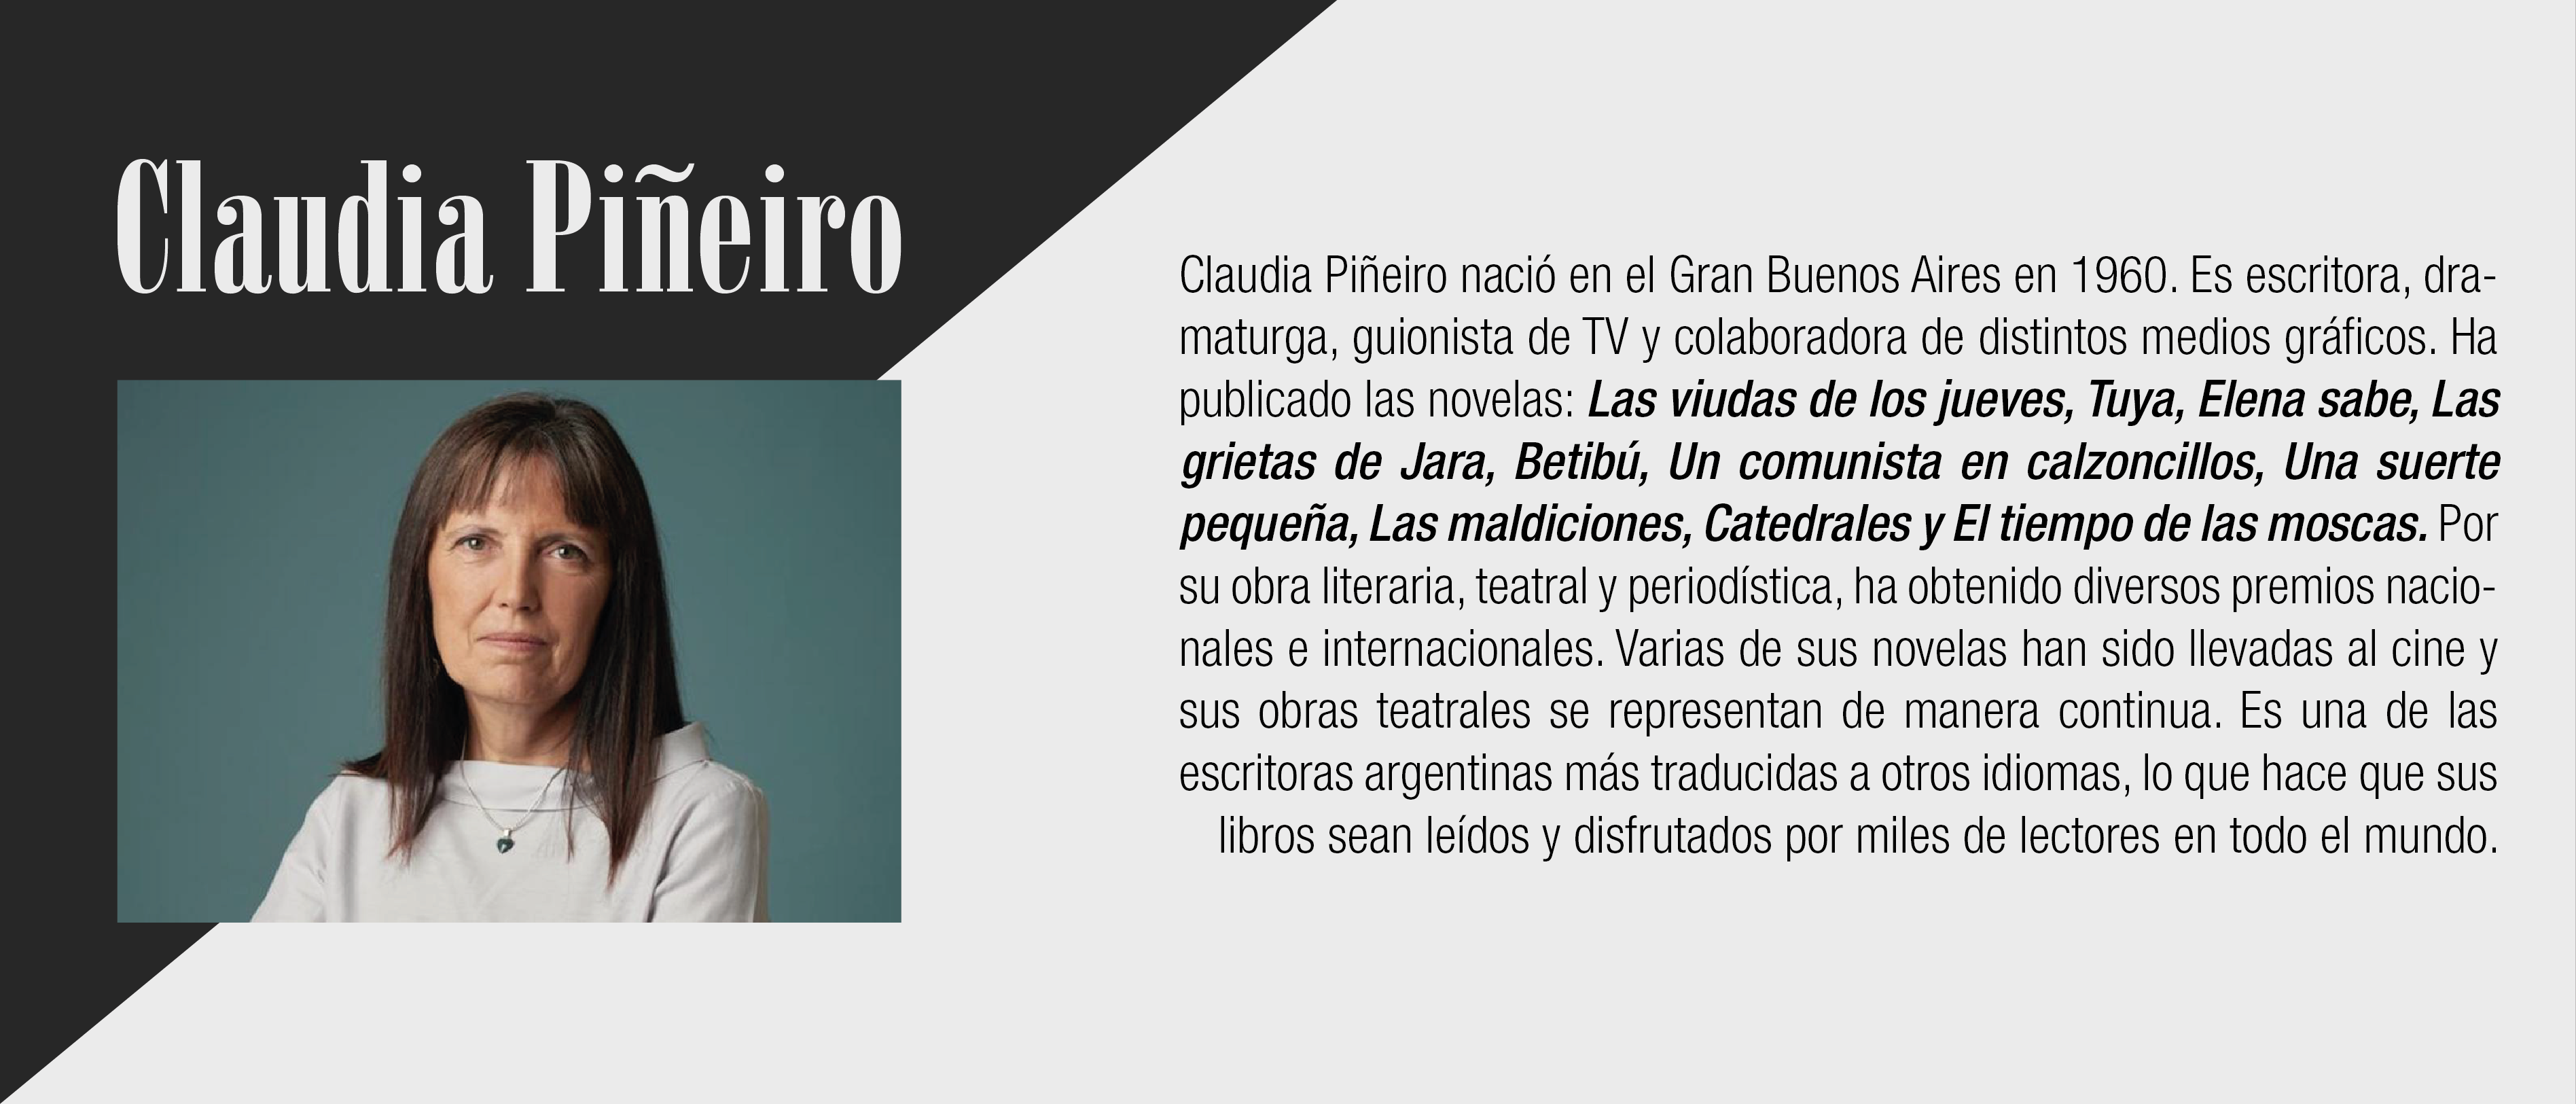 Claudia Piñeiro
Claudia Piñeiro nació en el Gran Buenos Aires en 1960. Es escritora, dra-
maturga, guionista de TV y colaboradora de distintos medios gráficos. Ha
publicado las novelas: Las viudas de los jueves, Tuya, Elena sabe, Las
grietas de Jara, Betibú, Un comunista en calzoncillos, Una suerte
pequeña, Las maldiciones, Catedrales y El tiempo de las moscas. Por
su obra literaria, teatral y periodística, ha obtenido diversos premios nacio-
nales e internacionales. Varias de sus novelas han sido llevadas al cine y
sus obras teatrales se representan de manera continua. Es una de las
escritoras argentinas más traducidas a otros idiomas, lo que hace que sus
libros sean leídos y disfrutados por miles de lectores en todo el mundo.